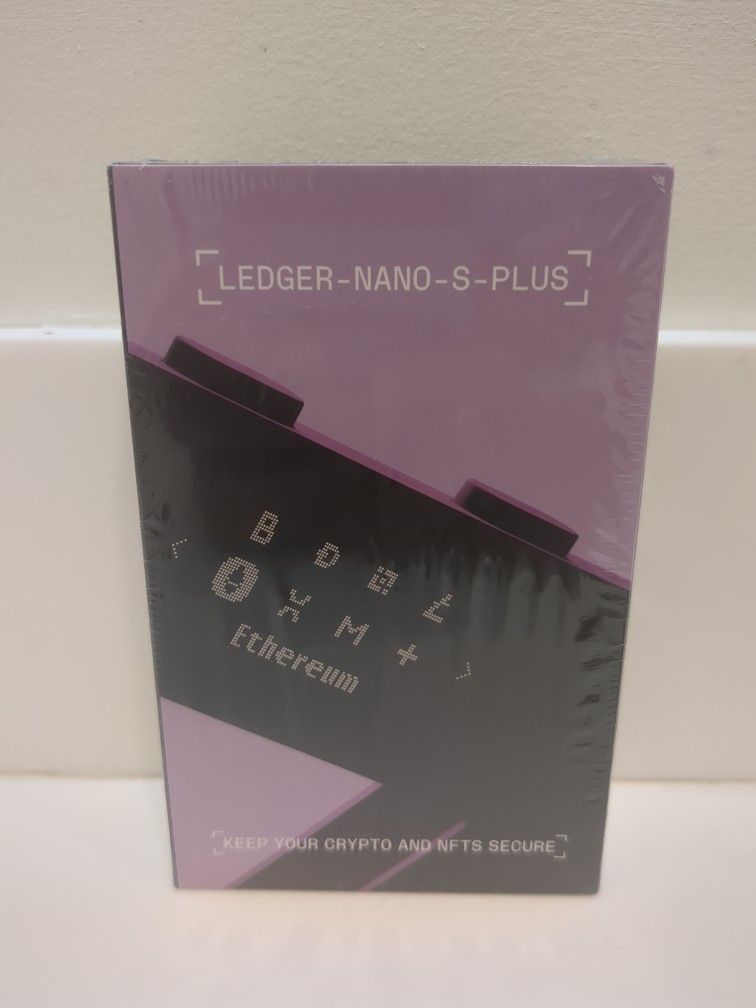 LEDGER-NANO-S-PLUS
Ethereum
KEEP YOUR CRYPTO AND NFTS SECURE